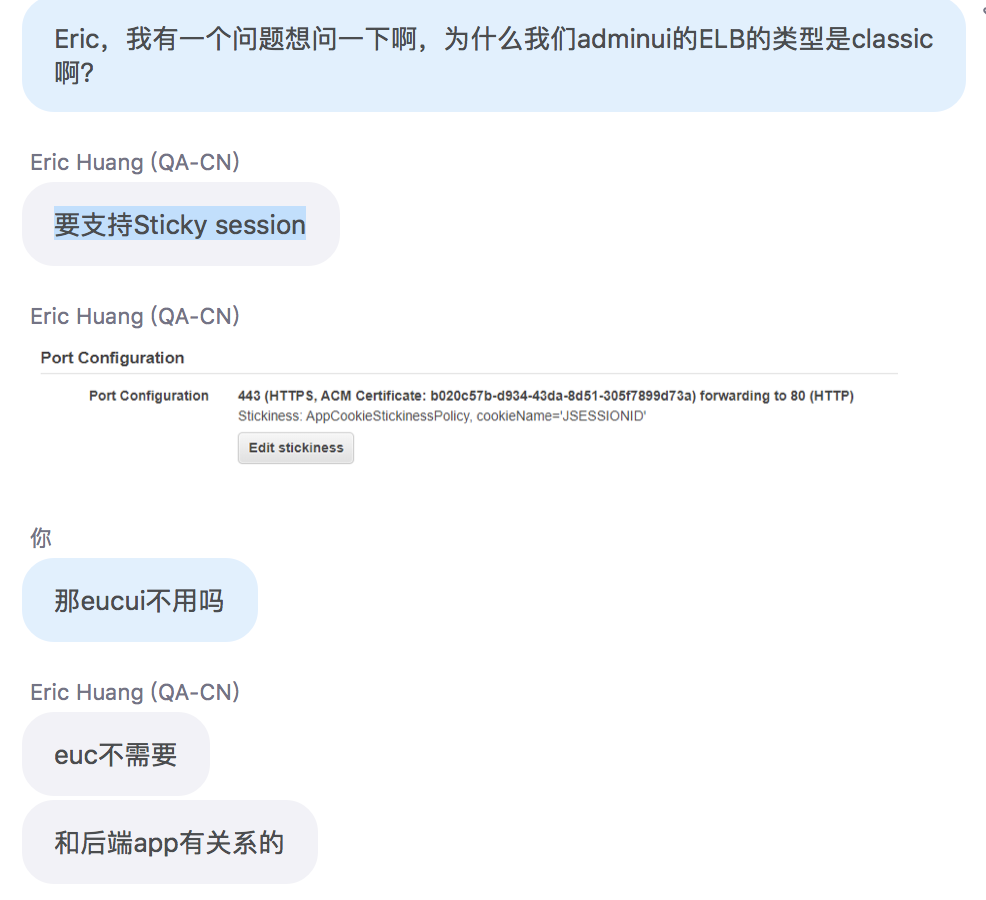 Eric，我有一个问题想问一下啊，为什么我们adminui的ELB的类型是classic
啊?
Eric Huang (QA-CN)
要支持Sticky session
Eric Huang (QA-CN)
Port Configuration
Port Configuration
443 (HTTPS, ACM Certificate: b020c57b-d934-43da-8d51-305f7899d73a) forwarding to 80 (HTTP)
Stickiness: AppCookieStickinessPolicy, cookieName='JSESSIONID'
Edit stickiness
你
那eucui不用吗
Eric Huang (QA-CN)
euc不需要
和后端app有关系的